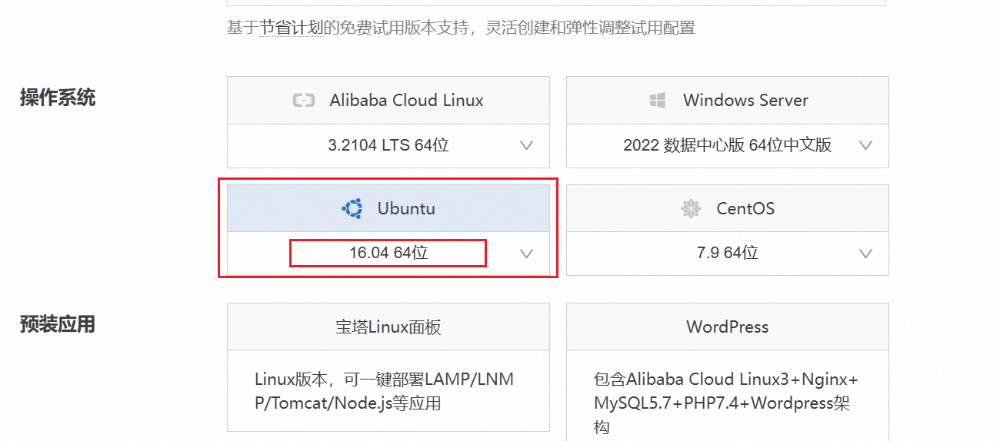 基于节省计划的免费试用版本支持，灵活创建和弹性调整试用配置
操作系统
Alibaba Cloud Linux
Windows Server
3.2104 LTS 64位
2022 数据中心版 64位中文版
Ubuntu
CentOS
16.04 64位
7.9 64位
预装应用
宝塔Linux面板
WordPress
Linux版本，可一键部署LAMP/LNM
P/Tomcat/Node.js等应用
包含Alibaba Cloud Linux3+Nginx+
MySQL5.7+PHP7.4+Wordpress架
构